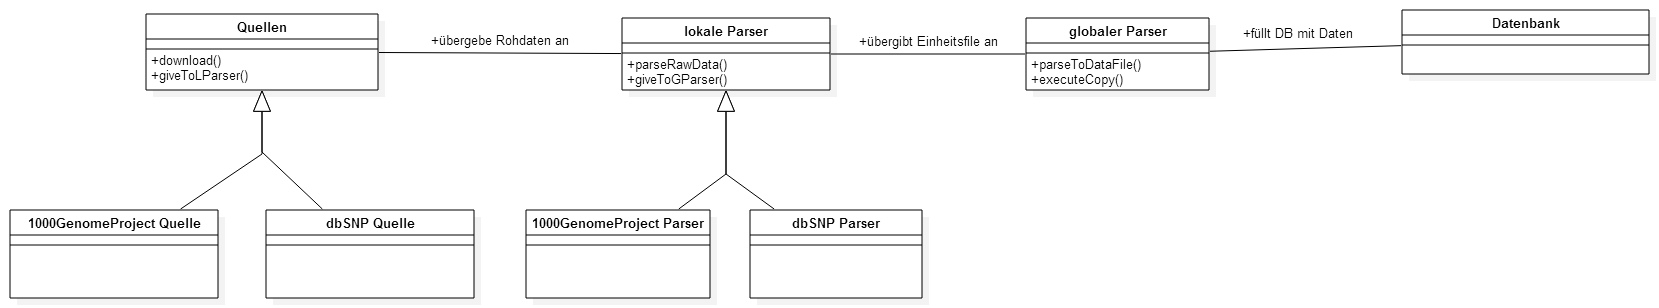 Quellen
+download()
+giveToLParser()
+übergebe Rohdaten an
lokale Parser
+parseRawData()
+giveToGParser()
+übergibt Einheitsfile an
globaler Parser
+parseToDataFile()
+executeCopy()
+füllt DB mit Daten
Datenbank
1000GenomeProject Quelle
dbSNP Quelle
1000GenomeProject Parser
dbSNP Parser